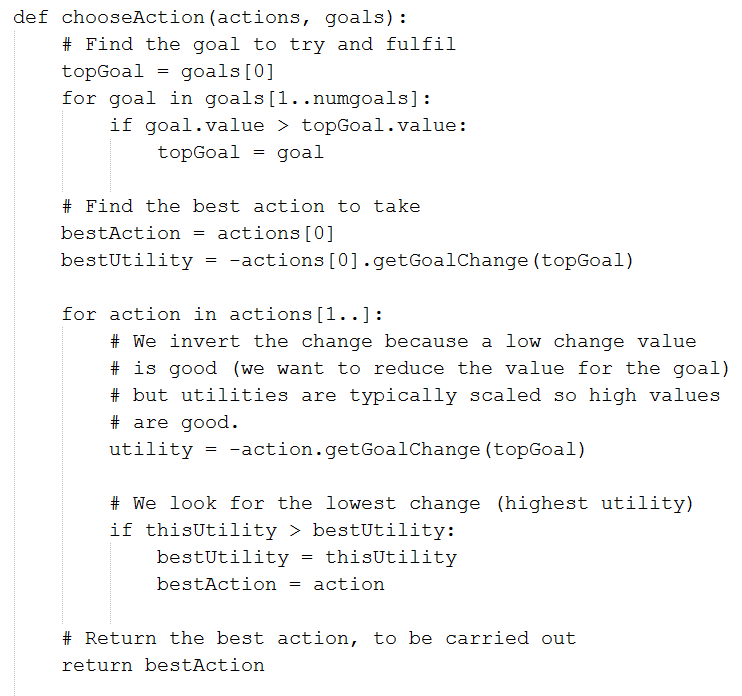 def chooseAction(actions, goals):
    # Find the goal to try and fulfil
    topGoal = goals[0]
    for goal in goals[1..numgoals]:
        if goal.value > topGoal.value:
            topGoal = goal

    # Find the best action to take
    bestAction = actions[0]
    bestUtility = -actions[0].getGoalChange(topGoal)

    for action in actions[1..]:
        # We invert the change because a low change value
        # is good (we want to reduce the value for the goal)
        # but utilities are typically scaled so high values
        # are good.
        utility = -action.getGoalChange(topGoal)

        # We look for the lowest change (highest utility)
        if thisUtility > bestUtility:
            bestUtility = thisUtility
            bestAction = action

    # Return the best action, to be carried out
    return bestAction